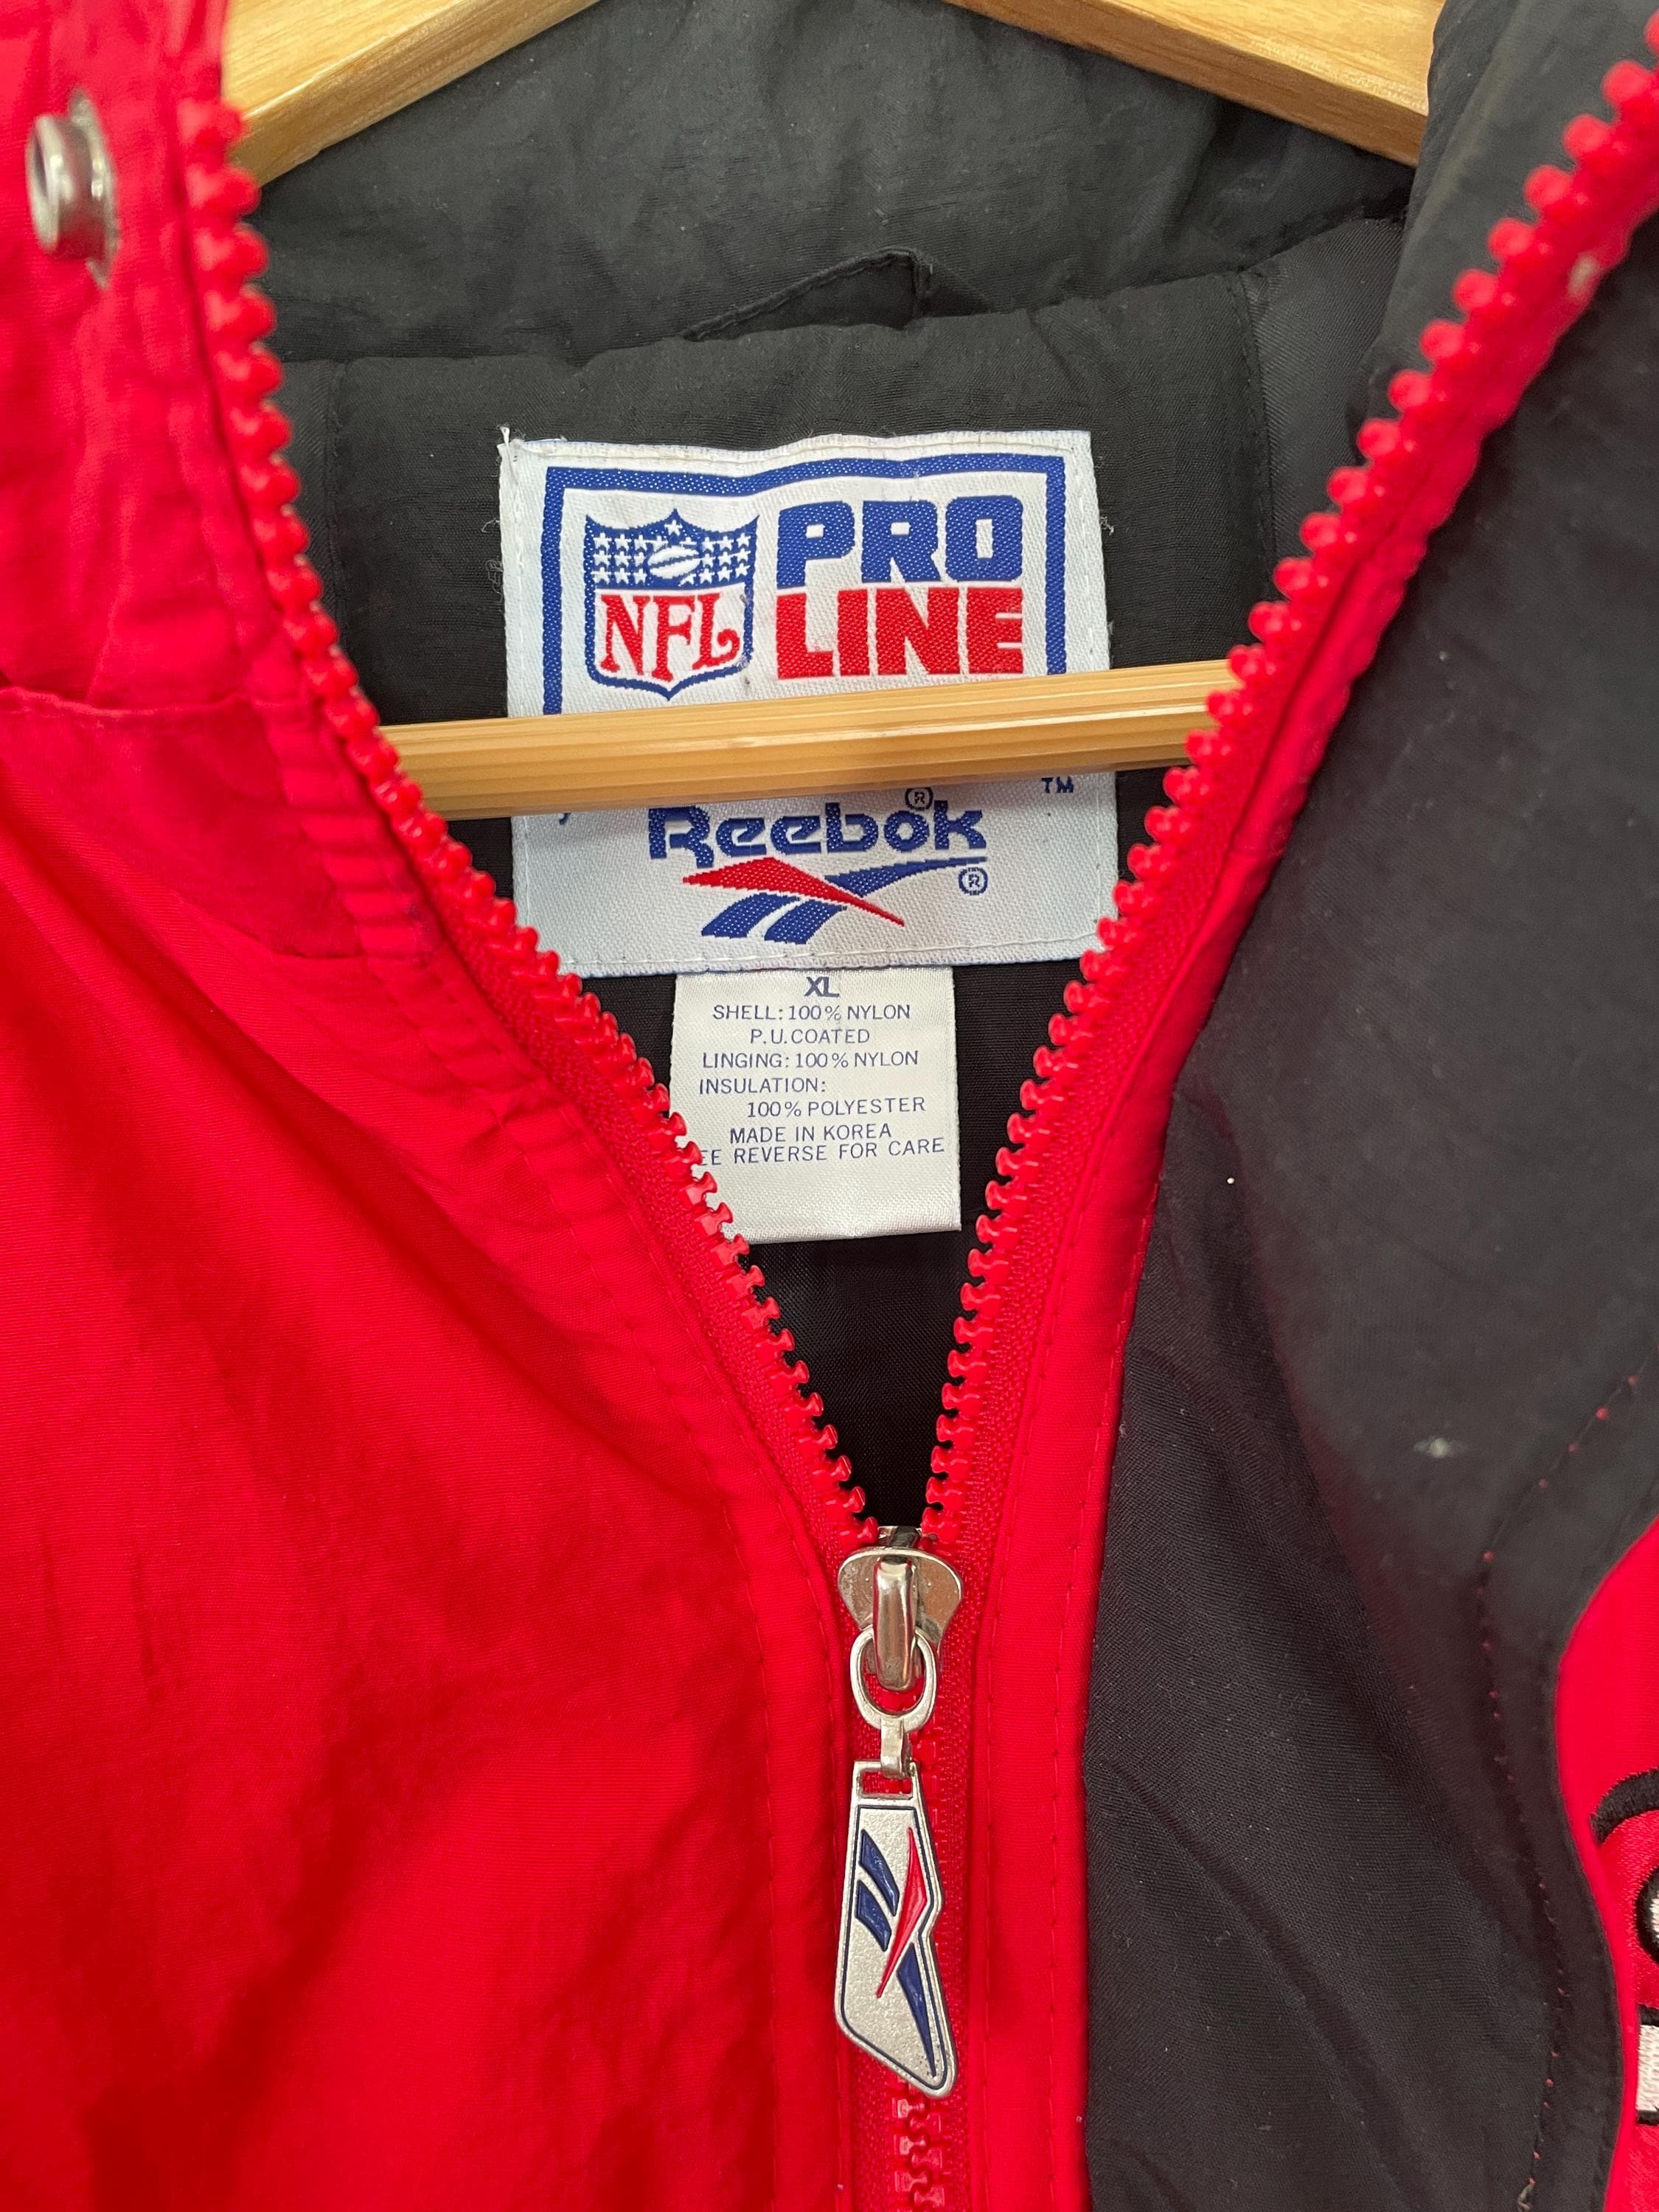 PRO
NFL
LINE
TM
Reebok®
®
XL
SHELL: 100% NYLON
P.U.COATED
LINGING: 100% NYLON
INSULATION:
100% POLYESTER
MADE IN KOREA
REVERSE FOR CARE